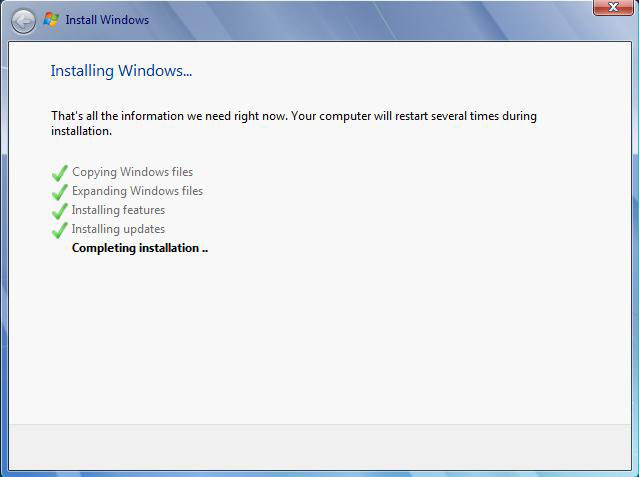 Install Windows
Installing Windows...
That's all the information we need right now. Your computer will restart several times during
installation.
Copying Windows files
Expanding Windows files
Installing features
Installing updates
Completing installation ..